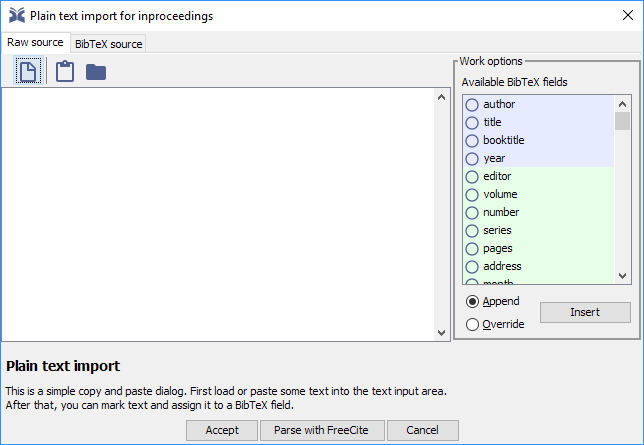 Plain text import for inproceedings
Raw source
BibTeX source
Work options
Available BibTeX fields
author
title
booktitle
year
editor
volume
number
series
pages
address
month
Append
Override
Insert
Plain text import
This is a simple copy and paste dialog. First load or paste some text into the text input area.
After that, you can mark text and assign it to a BibTeX field.
Accept
Parse with FreeCite
Cancel